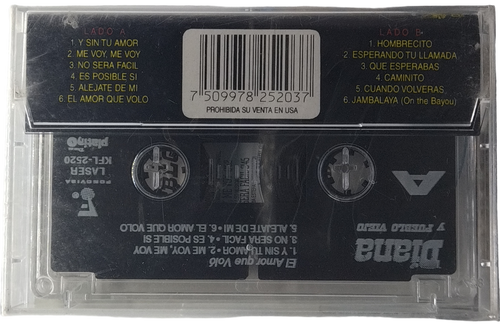 LADO A
1. Y SIN TU AMOR
2. ME VOY, ME VOY
3. NO SERA FACIL
4. ES POSIBLE SI
5. ALEJATE DE MI
6. EL AMOR QUE VOLO
7 509978 252037
PROHIBIDA SU VENTA EN USA
LADO B
1. HOMBRECITO
2. ESPERANDO TU LLAMADA,
3. QUE ESPERABAS
4. CAMINITO
5. CUANDO VOLVERAS,
6. JAMBALAYA (On the Bayou)
Diana
Y PUEBLO VIEJO
A
El Amor que Voló
1. Y SIN TU AMOR • 2. ME VOY, ME VOY
3. NO SERA FACIL • 4. ES POSIBLE SI
5. ALEJATE DE MI • 6. EL AMOR QUE VOLO
FONOVISA
LASER
KFL-2520
platino